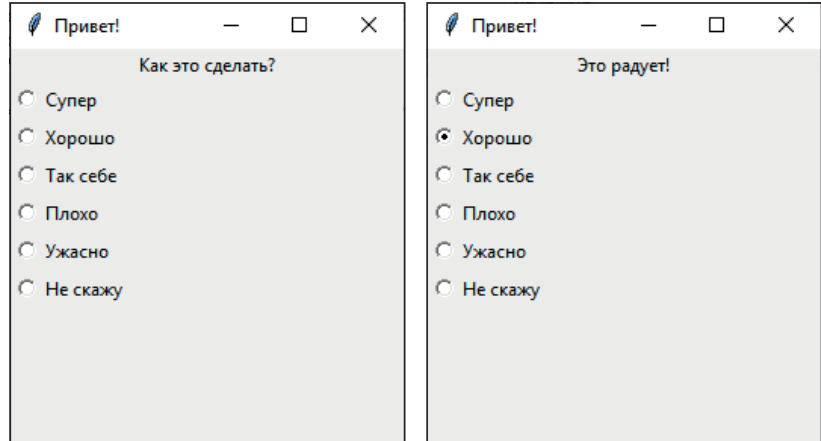 Привет!
Как это сделать?
Супер
Хорошо
Так себе
Плохо
Ужасно
Не скажу
Привет!
Это радует!
Супер
Хорошо
Так себе
Плохо
Ужасно
Не скажу